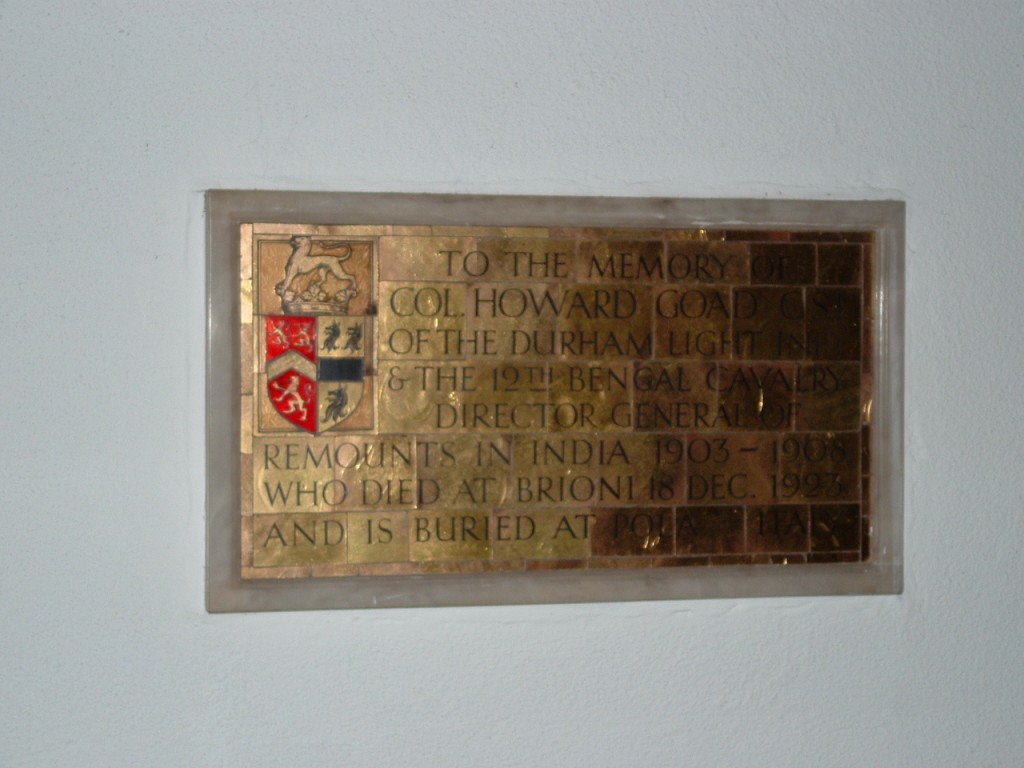 TO THE MEMORY OF
COL. HOWARD GOAD C.S.I.
OF THE DURHAM LIGHT INF
& THE 12TH BENGAL CAVALRY
DIRECTOR GENERAL OF
REMOUNTS IN INDIA 1903 - 1908
WHO DIED AT BRIONI 18 DEC. 1923
AND IS BURIED AT POLA ITALY